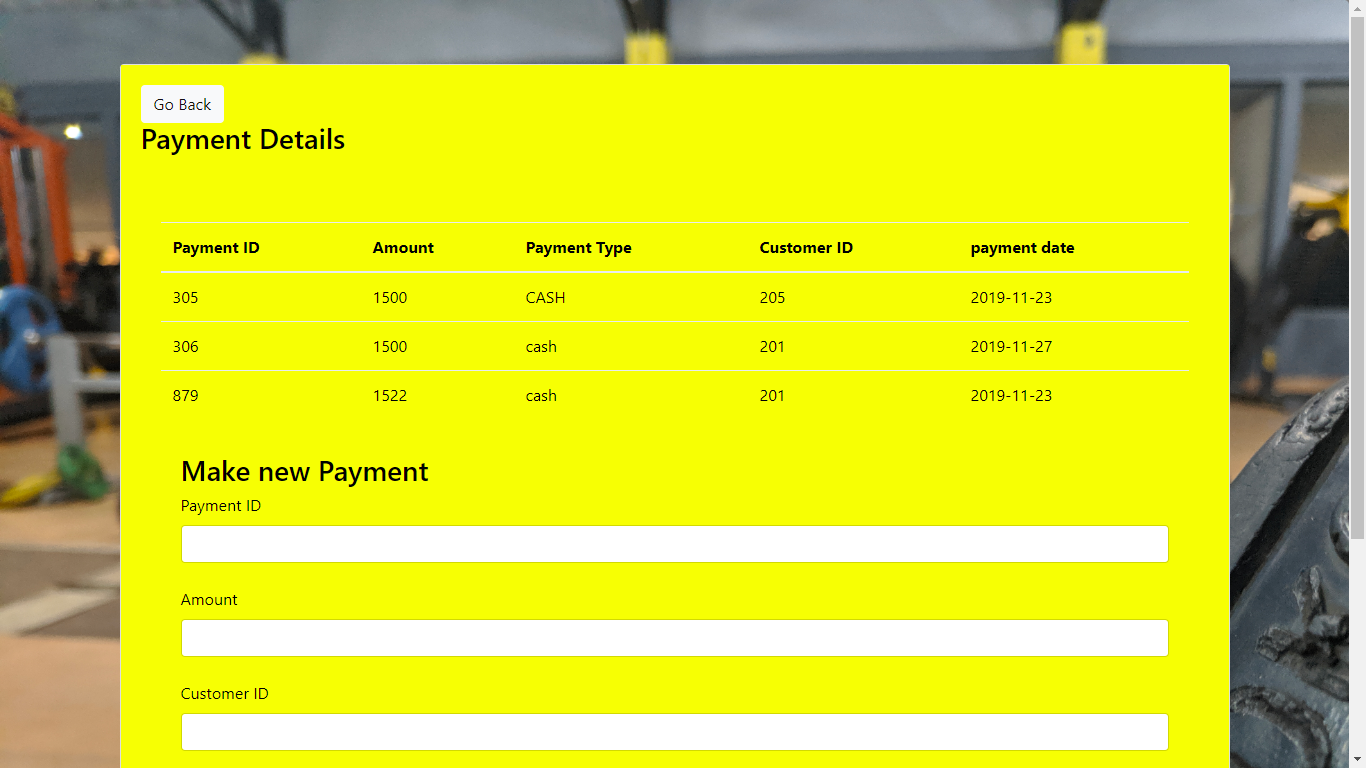 Go Back
Payment Details
Payment ID Amount Payment Type Customer ID payment date
305 1500 CASH 205 2019-11-23
306 1500 cash 201 2019-11-27
879 1522 cash 201 2019-11-23
Make new Payment
Payment ID
Amount
Customer ID